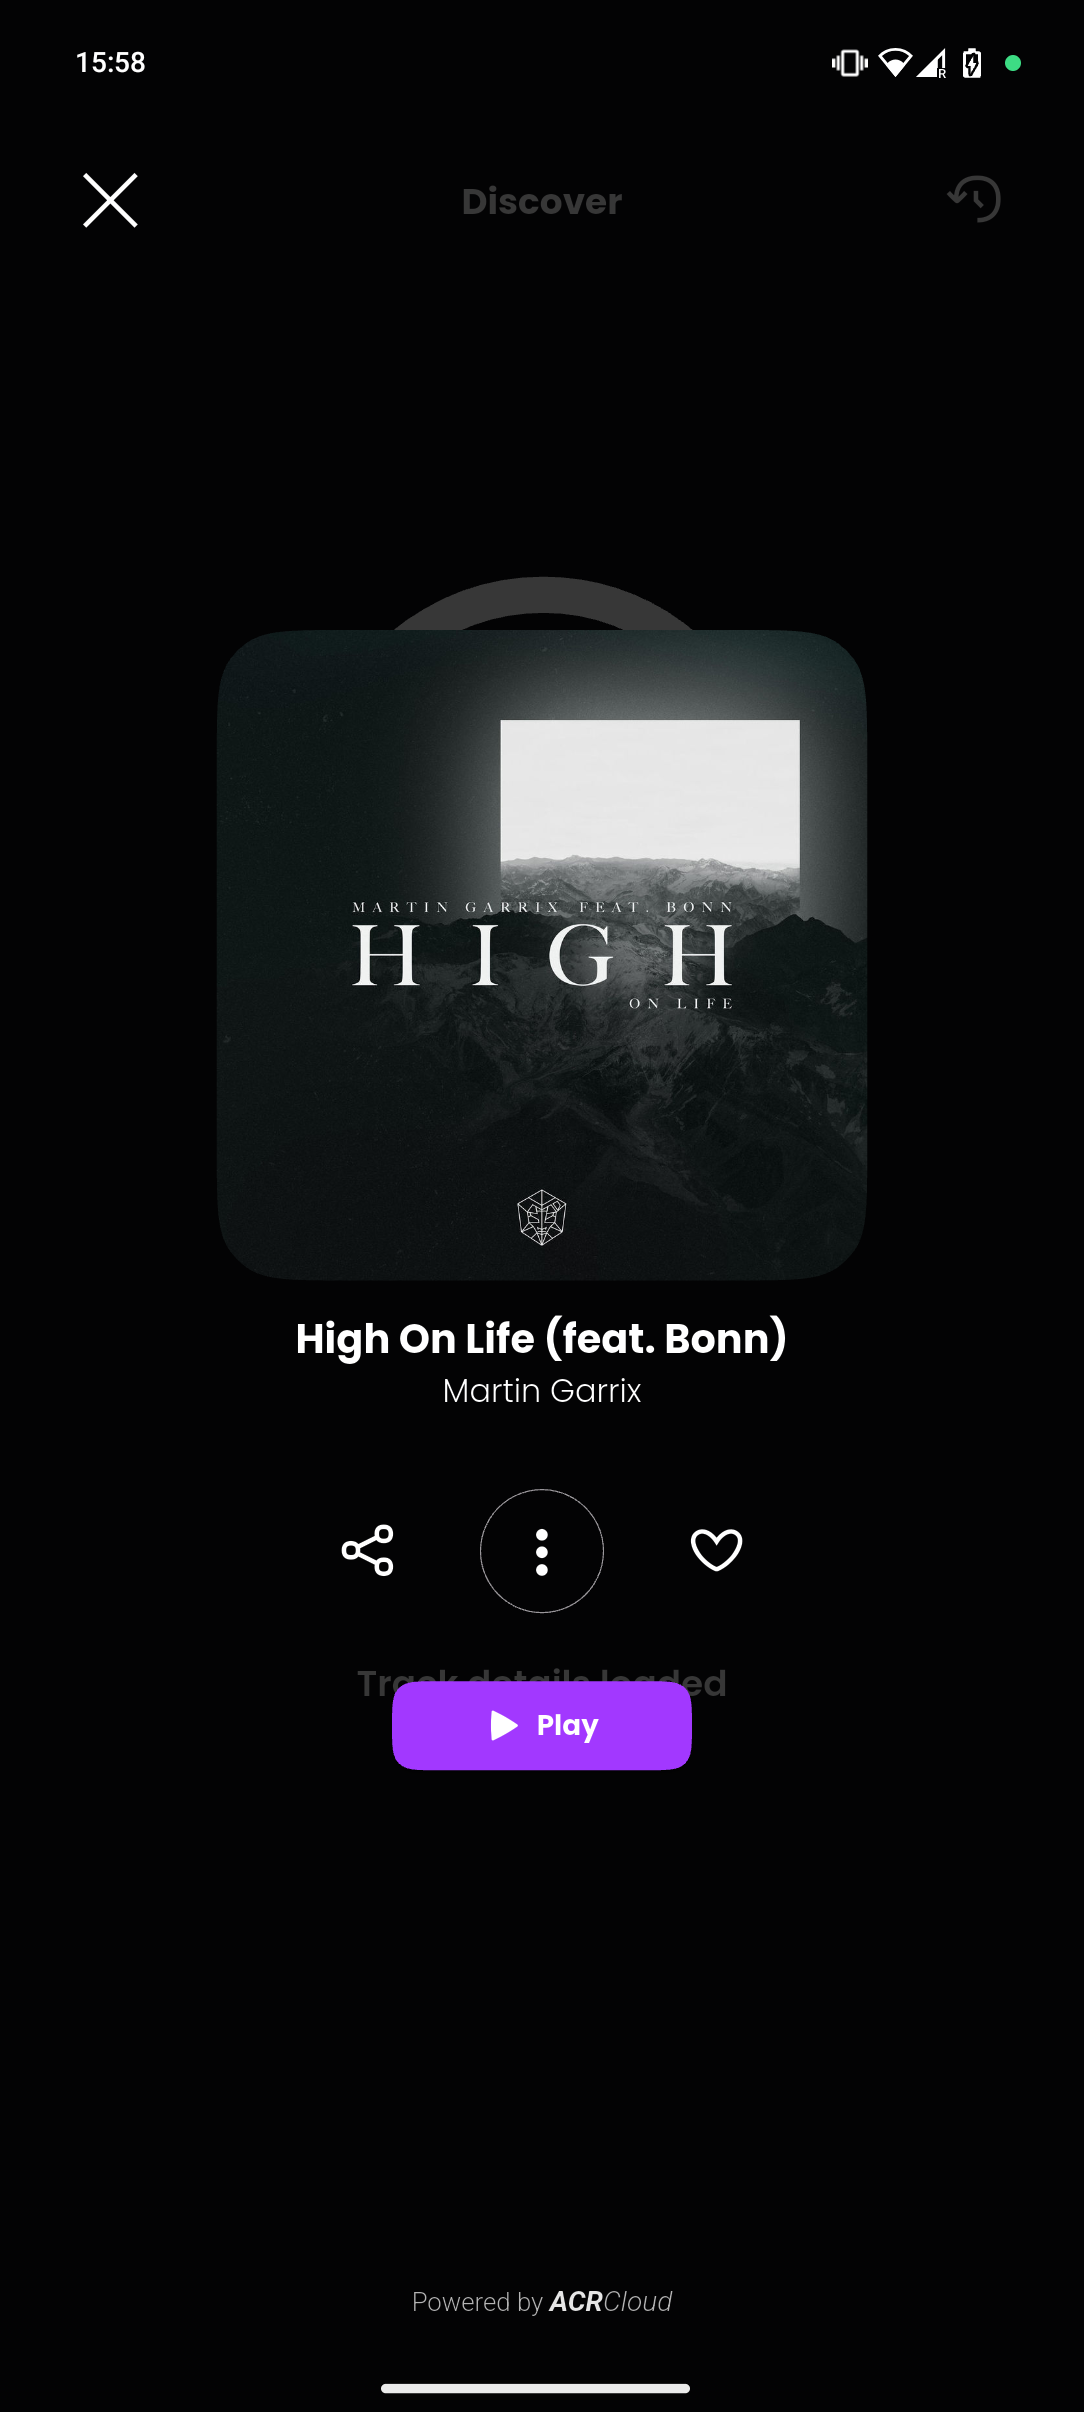 15:58
R
Discover
MARTIN GARRIX FEAT. BONN
HIGH
ON LIFE
High On Life (feat. Bonn)
Martin Garrix
Track details loaded
Play
Powered by ACRCloud